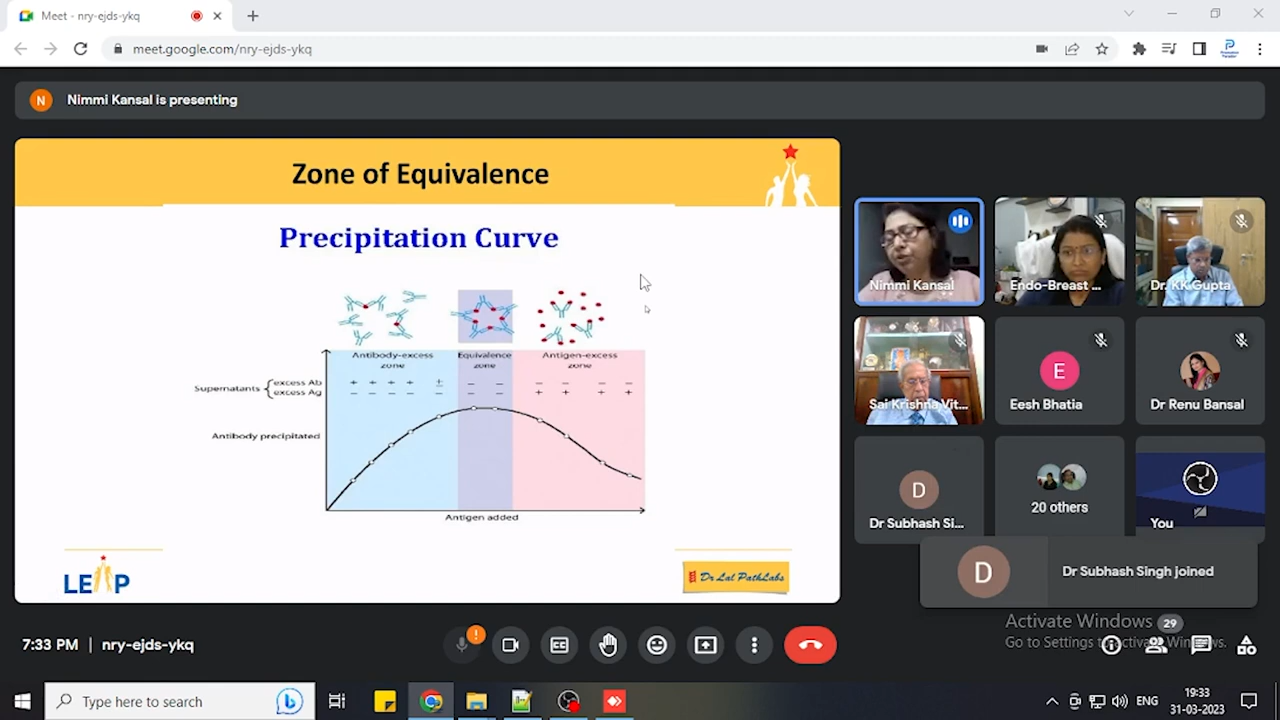 Meet - nry-ejds-ykq
meet.google.com/nry-ejds-ykq
N
Nimmi Kansal is presenting
Zone of Equivalence
Precipitation Curve
Antibody-excess zone
Equivalence zone
Antigen-excess zone
Supernatants { excess Ab + + + + ± − − − − − −
excess Ag − − − − − − − + + + +
Antibody precipitated
Antigen added
LEAP
Dr Lal PathLabs
Nimmi Kansal
Endo-Breast ...
Dr. KK Gupta
Sai Krishna Vit...
E
Eesh Bhatia
Dr Renu Bansal
D
Dr Subhash Si...
20 others
You
D
Dr Subhash Singh joined
Activate Windows
Go to Settings to activate Windows.
29
7:33 PM | nry-ejds-ykq
Type here to search
ENG
19:33
31-03-2023